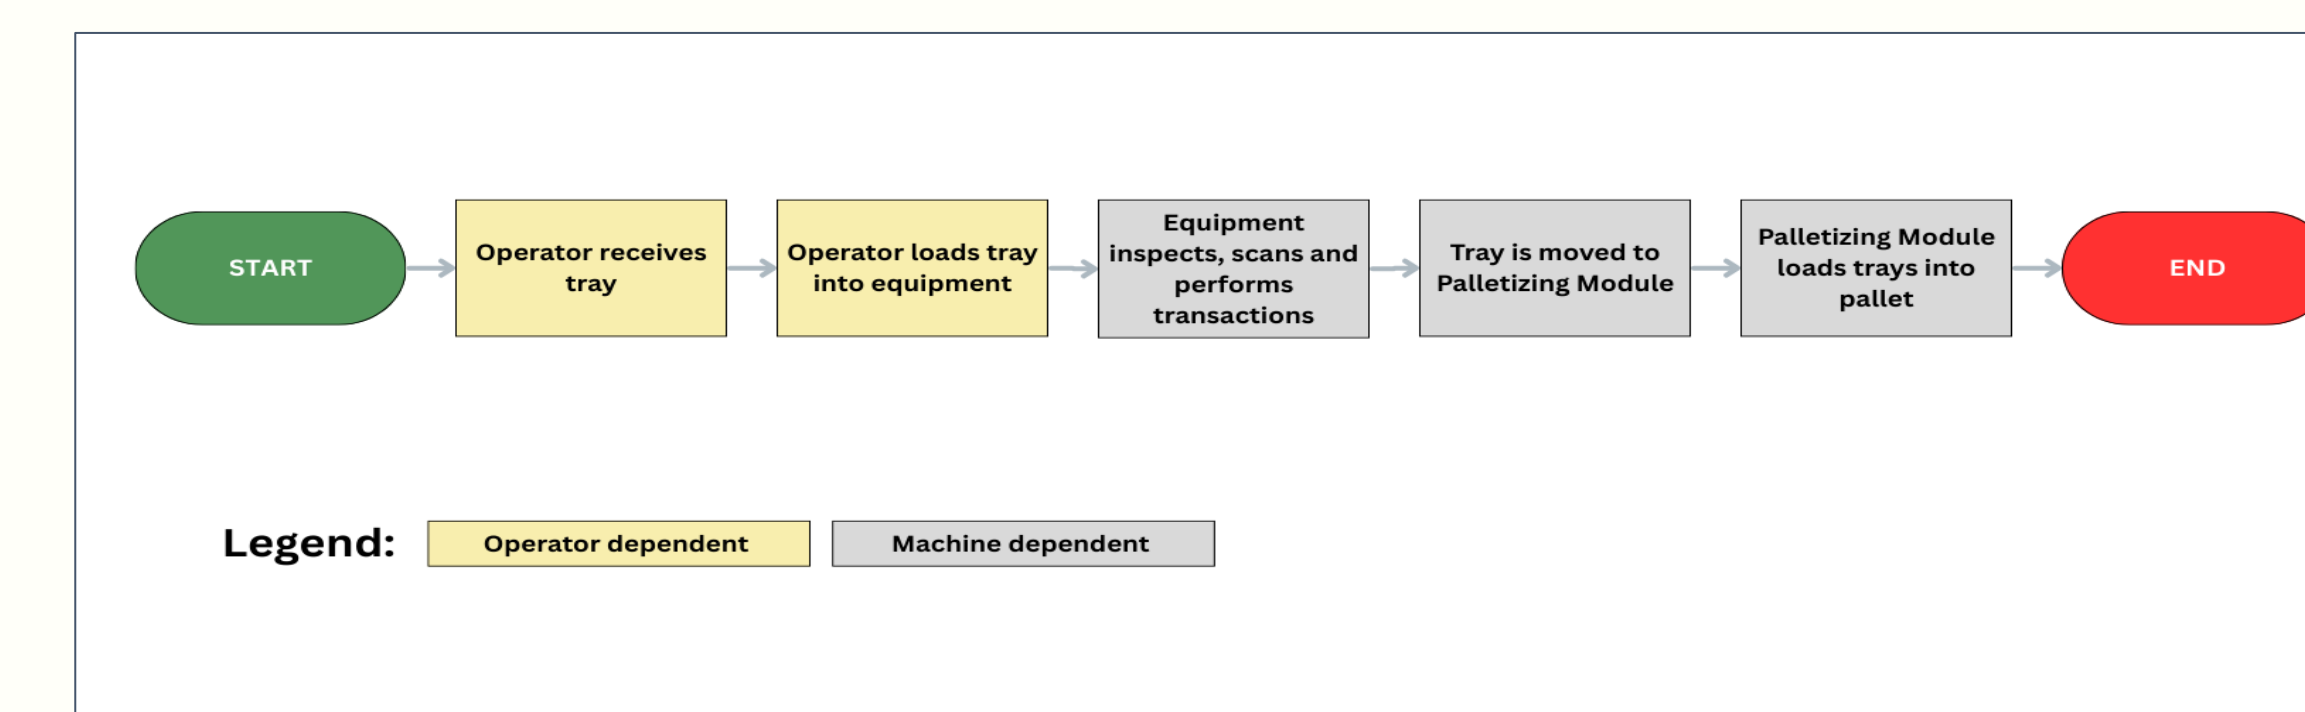 START
Operator receives
tray
Operator loads tray
into equipment
Equipment
inspects, scans and
performs
transactions
Tray is moved to
Palletizing Module
Palletizing Module
loads trays into
pallet
END
Legend:
Operator dependent
Machine dependent